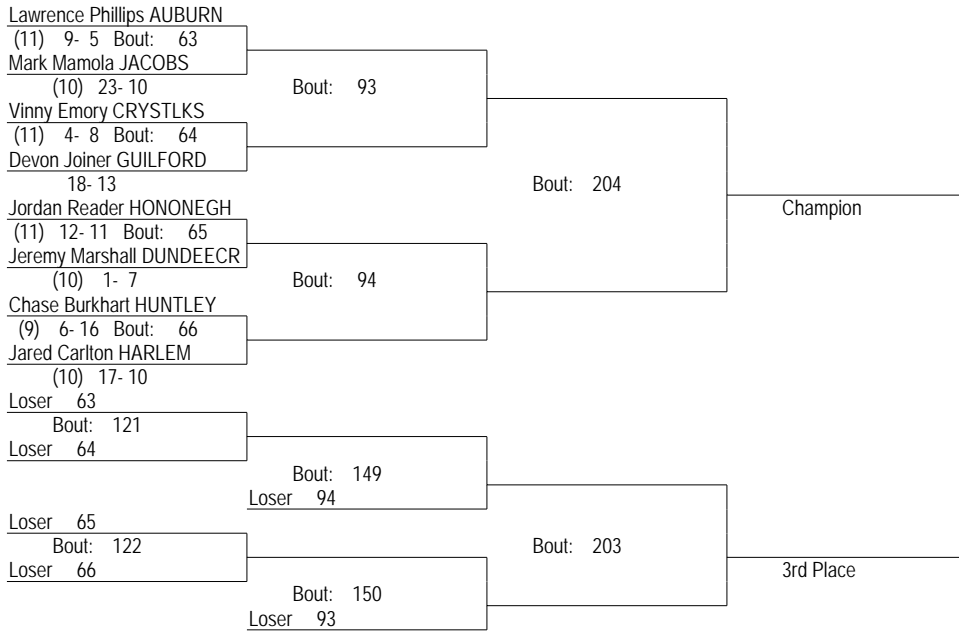 Lawrence Phillips AUBURN
(11) 9- 5 Bout: 63
Mark Mamola JACOBS
(10) 23- 10
Bout: 93
Vinny Emory CRYSTLKS
(11) 4- 8 Bout: 64
Devon Joiner GUILFORD
18- 13
Bout: 204
Jordan Reader HONONEGH
Champion
(11) 12- 11 Bout: 65
Jeremy Marshall DUNDEECR
(10) 1- 7
Bout: 94
Chase Burkhart HUNTLEY
(9) 6- 16 Bout: 66
Jared Carlton HARLEM
(10) 17- 10
Loser 63
Bout: 121
Loser 64
Bout: 149
Loser 94
Loser 65
Bout: 122
Bout: 203
Loser 66
3rd Place
Bout: 150
Loser 93